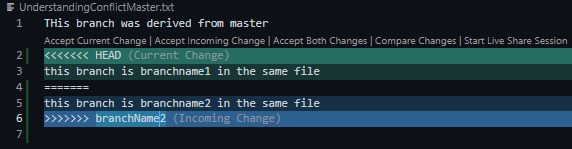 UnderstandingConflictMaster.txt
1 THis branch was derived from master
Accept Current Change | Accept Incoming Change | Accept Both Changes | Compare Changes | Start Live Share Session
2 <<<<<<< HEAD (Current Change)
3 this branch is branchname1 in the same file
4 =======
5 this branch is branchname2 in the same file
6 >>>>>>> branchName2 (Incoming Change)
7